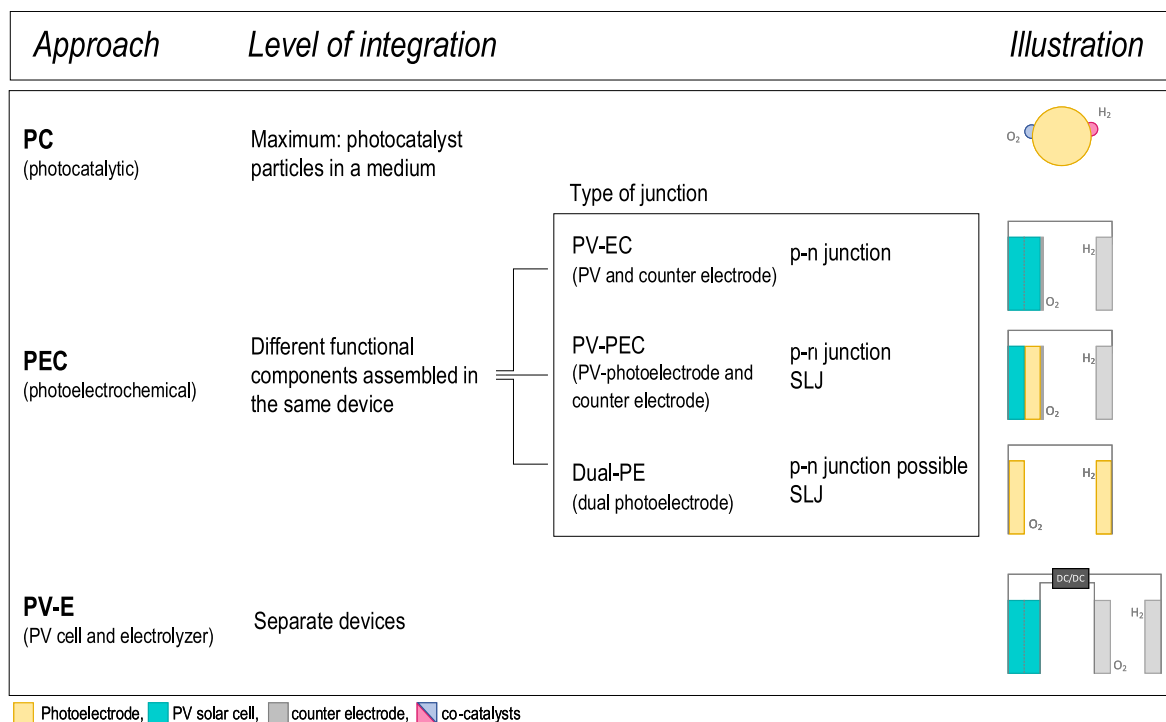 Approach Level of integration Illustration
PC
(photocatalytic)
Maximum: photocatalyst
particles in a medium
O₂
H₂
Type of junction
PEC
(photoelectrochemical)
Different functional
components assembled in
the same device
PV-EC
(PV and counter electrode)
p-n junction
H₂
O₂
PV-PEC
(PV-photoelectrode and
counter electrode)
p-n junction
SLJ
H₂
O₂
Dual-PE
(dual photoelectrode)
p-n junction possible
SLJ
H₂
O₂
PV-E
(PV cell and electrolyzer)
Separate devices
DC/DC
H₂
O₂
Photoelectrode, PV solar cell, counter electrode, co-catalysts